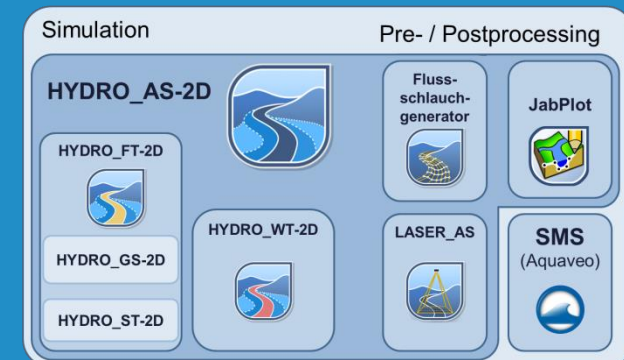 Simulation
Pre- / Postprocessing
HYDRO_AS-2D
Fluss-
schlauch-
generator
JabPlot
HYDRO_FT-2D
HYDRO_GS-2D
HYDRO_ST-2D
HYDRO_WT-2D
LASER_AS
SMS
(Aquaveo)